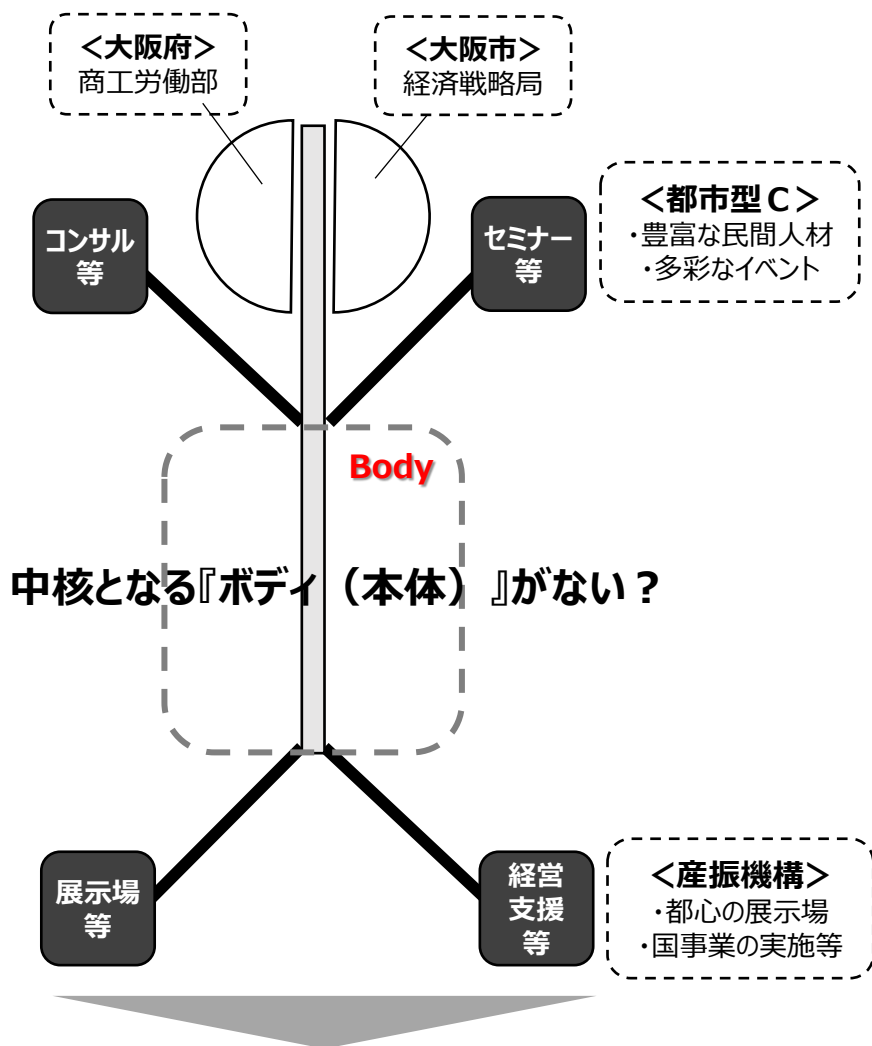 ＜大阪府＞
商工労働部
＜大阪市＞
経済戦略局
コンサル
等
セミナー
等
＜都市型Ｃ＞
・豊富な民間人材
・多彩なイベント
Body
中核となる『ボディ（本体）』がない？
展示場
等
経営
支援
等
＜産振機構＞
・都心の展示場
・国事業の実施等